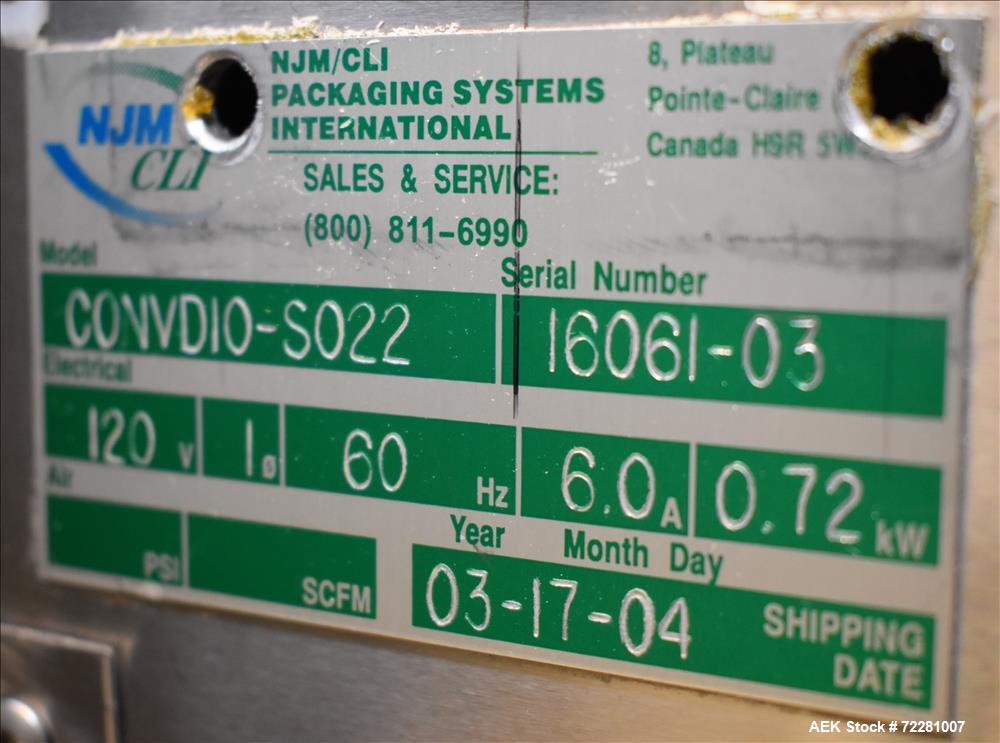 NJM
CLI
NJM/CLI
PACKAGING SYSTEMS
INTERNATIONAL
8, Plateau
Pointe-Claire
Canada H9R
SALES & SERVICE:
(800) 811-6990
Model
Serial Number
CONVDIO-S022
16061-03
Electrical
120 V 1 ø 60 Hz 6.0 A 0.72 kW
Air
PSI
SCFM
Year Month Day
03-17-04
SHIPPING
DATE
AEK Stock # 72281007